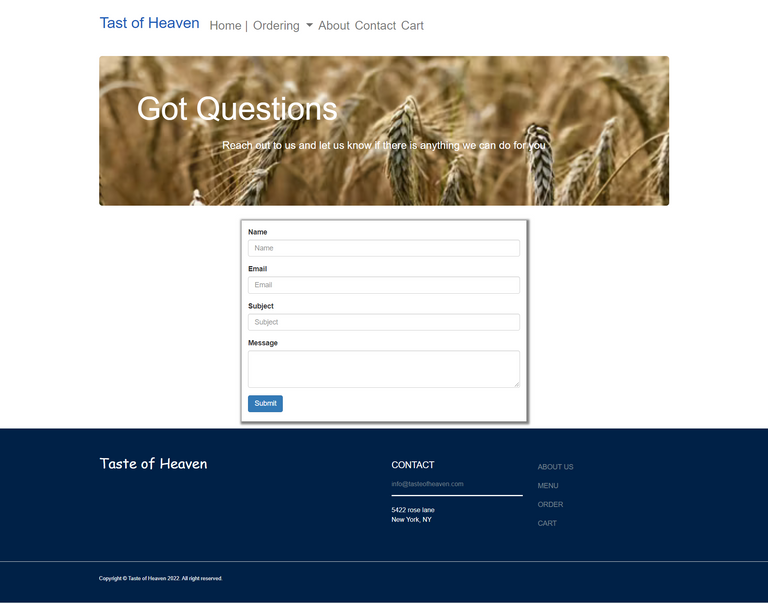 Tast of Heaven Home | Ordering About Contact Cart
Got Questions
Reach out to us and let us know if there is anything we can do for you
Name
Name
Email
Email
Subject
Subject
Message
Submit
Taste of Heaven
CONTACT
info@tasteofheaven.com
5422 rose lane
New York, NY
ABOUT US
MENU
ORDER
CART
Copyright © Taste of Heaven 2022. All right reserved.